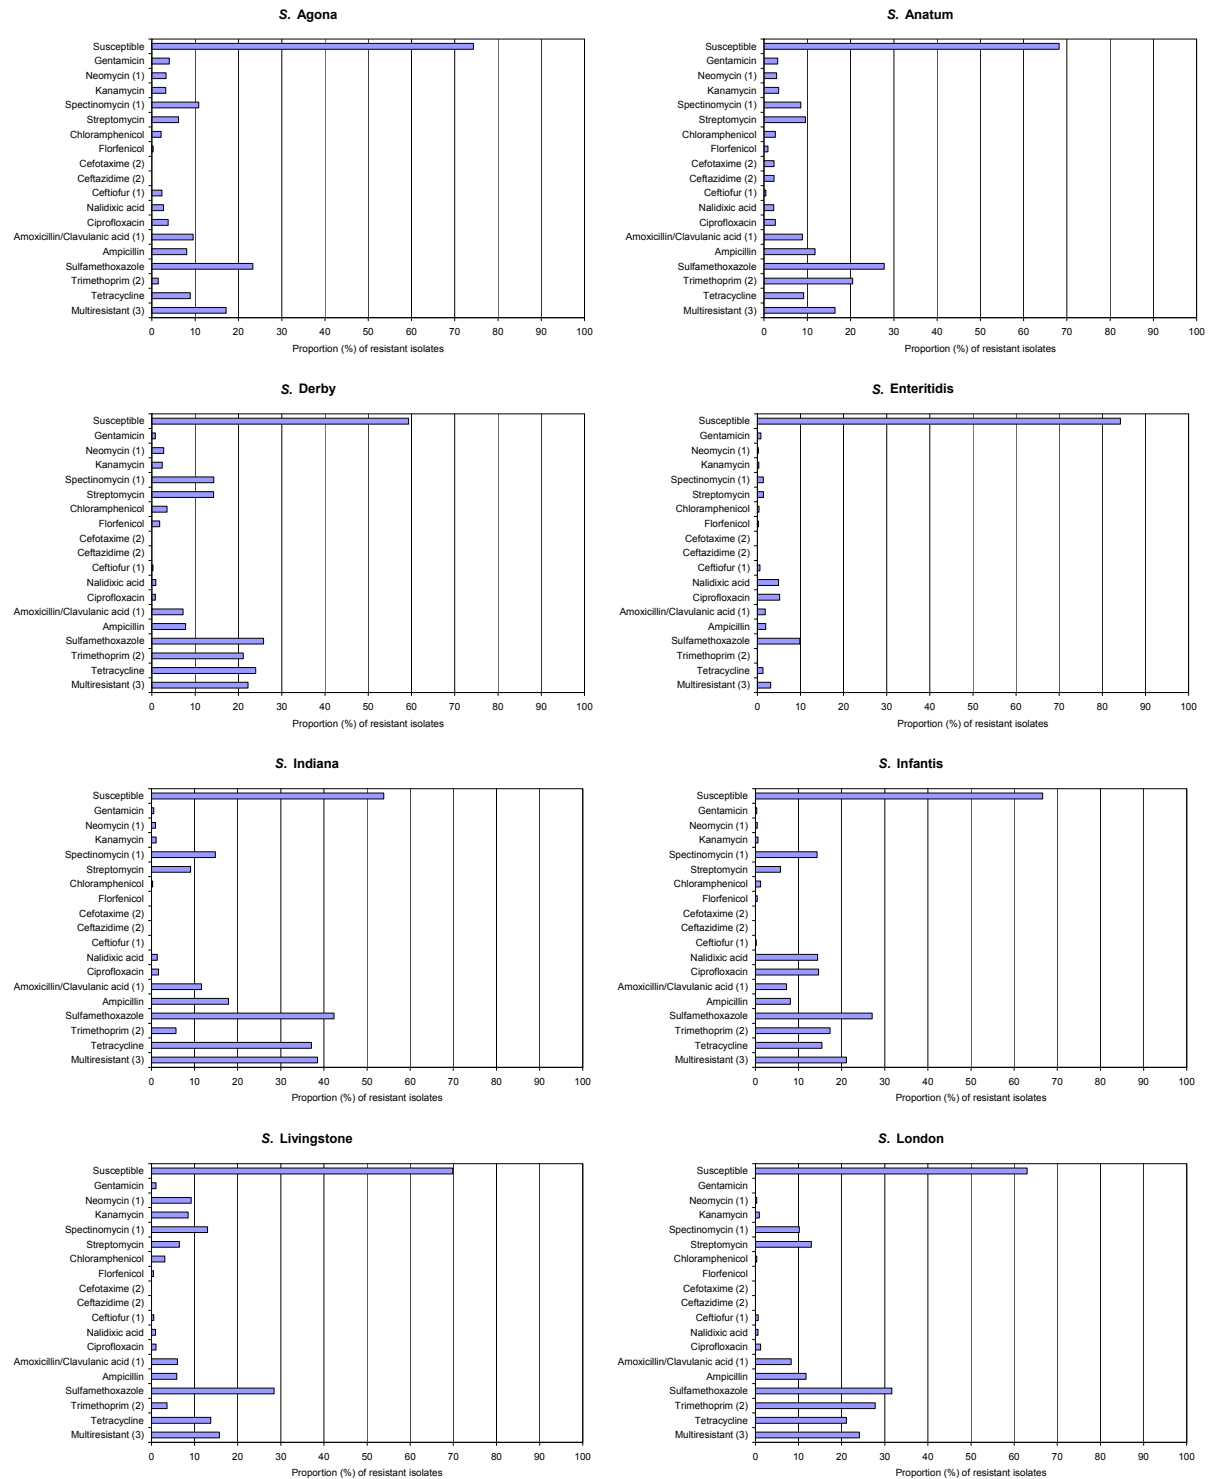 S. Agona
Susceptible
Gentamicin
Neomycin (1)
Kanamycin
Spectinomycin (1)
Streptomycin
Chloramphenicol
Florfenicol
Cefotaxime (2)
Ceftazidime (2)
Ceftiofur (1)
Nalidixic acid
Ciprofloxacin
Amoxicillin/Clavulanic acid (1)
Ampicillin
Sulfamethoxazole
Trimethoprim (2)
Tetracycline
Multiresistant (3)
0 10 20 30 40 50 60 70 80 90 100
Proportion (%) of resistant isolates
S. Anatum
Susceptible
Gentamicin
Neomycin (1)
Kanamycin
Spectinomycin (1)
Streptomycin
Chloramphenicol
Florfenicol
Cefotaxime (2)
Ceftazidime (2)
Ceftiofur (1)
Nalidixic acid
Ciprofloxacin
Amoxicillin/Clavulanic acid (1)
Ampicillin
Sulfamethoxazole
Trimethoprim (2)
Tetracycline
Multiresistant (3)
0 10 20 30 40 50 60 70 80 90 100
Proportion (%) of resistant isolates
S. Derby
Susceptible
Gentamicin
Neomycin (1)
Kanamycin
Spectinomycin (1)
Streptomycin
Chloramphenicol
Florfenicol
Cefotaxime (2)
Ceftazidime (2)
Ceftiofur (1)
Nalidixic acid
Ciprofloxacin
Amoxicillin/Clavulanic acid (1)
Ampicillin
Sulfamethoxazole
Trimethoprim (2)
Tetracycline
Multiresistant (3)
0 10 20 30 40 50 60 70 80 90 100
Proportion (%) of resistant isolates
S. Enteritidis
Susceptible
Gentamicin
Neomycin (1)
Kanamycin
Spectinomycin (1)
Streptomycin
Chloramphenicol
Florfenicol
Cefotaxime (2)
Ceftazidime (2)
Ceftiofur (1)
Nalidixic acid
Ciprofloxacin
Amoxicillin/Clavulanic acid (1)
Ampicillin
Sulfamethoxazole
Trimethoprim (2)
Tetracycline
Multiresistant (3)
0 10 20 30 40 50 60 70 80 90 100
Proportion (%) of resistant isolates
S. Indiana
Susceptible
Gentamicin
Neomycin (1)
Kanamycin
Spectinomycin (1)
Streptomycin
Chloramphenicol
Florfenicol
Cefotaxime (2)
Ceftazidime (2)
Ceftiofur (1)
Nalidixic acid
Ciprofloxacin
Amoxicillin/Clavulanic acid (1)
Ampicillin
Sulfamethoxazole
Trimethoprim (2)
Tetracycline
Multiresistant (3)
0 10 20 30 40 50 60 70 80 90 100
Proportion (%) of resistant isolates
S. Infantis
Susceptible
Gentamicin
Neomycin (1)
Kanamycin
Spectinomycin (1)
Streptomycin
Chloramphenicol
Florfenicol
Cefotaxime (2)
Ceftazidime (2)
Ceftiofur (1)
Nalidixic acid
Ciprofloxacin
Amoxicillin/Clavulanic acid (1)
Ampicillin
Sulfamethoxazole
Trimethoprim (2)
Tetracycline
Multiresistant (3)
0 10 20 30 40 50 60 70 80 90 100
Proportion (%) of resistant isolates
S. Livingstone
Susceptible
Gentamicin
Neomycin (1)
Kanamycin
Spectinomycin (1)
Streptomycin
Chloramphenicol
Florfenicol
Cefotaxime (2)
Ceftazidime (2)
Ceftiofur (1)
Nalidixic acid
Ciprofloxacin
Amoxicillin/Clavulanic acid (1)
Ampicillin
Sulfamethoxazole
Trimethoprim (2)
Tetracycline
Multiresistant (3)
0 10 20 30 40 50 60 70 80 90 100
Proportion (%) of resistant isolates
S. London
Susceptible
Gentamicin
Neomycin (1)
Kanamycin
Spectinomycin (1)
Streptomycin
Chloramphenicol
Florfenicol
Cefotaxime (2)
Ceftazidime (2)
Ceftiofur (1)
Nalidixic acid
Ciprofloxacin
Amoxicillin/Clavulanic acid (1)
Ampicillin
Sulfamethoxazole
Trimethoprim (2)
Tetracycline
Multiresistant (3)
0 10 20 30 40 50 60 70 80 90 100
Proportion (%) of resistant isolates